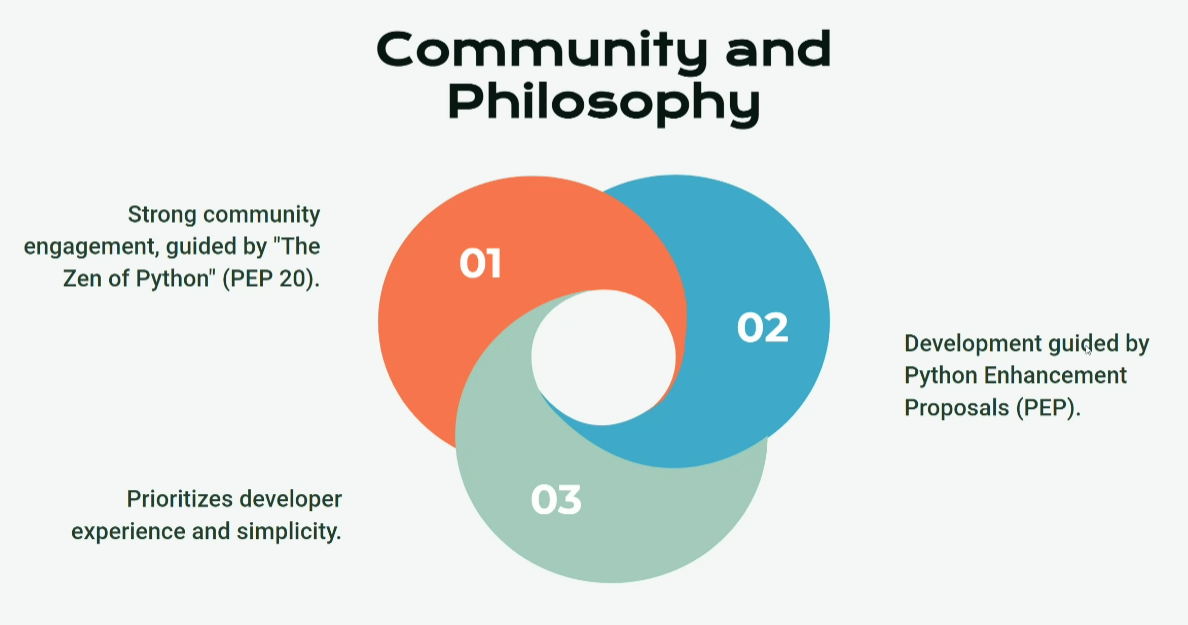 Community and
Philosophy
Strong community
engagement, guided by "The
Zen of Python" (PEP 20).
01
02
Development guided by
Python Enhancement
Proposals (PEP).
Prioritizes developer
experience and simplicity.
03